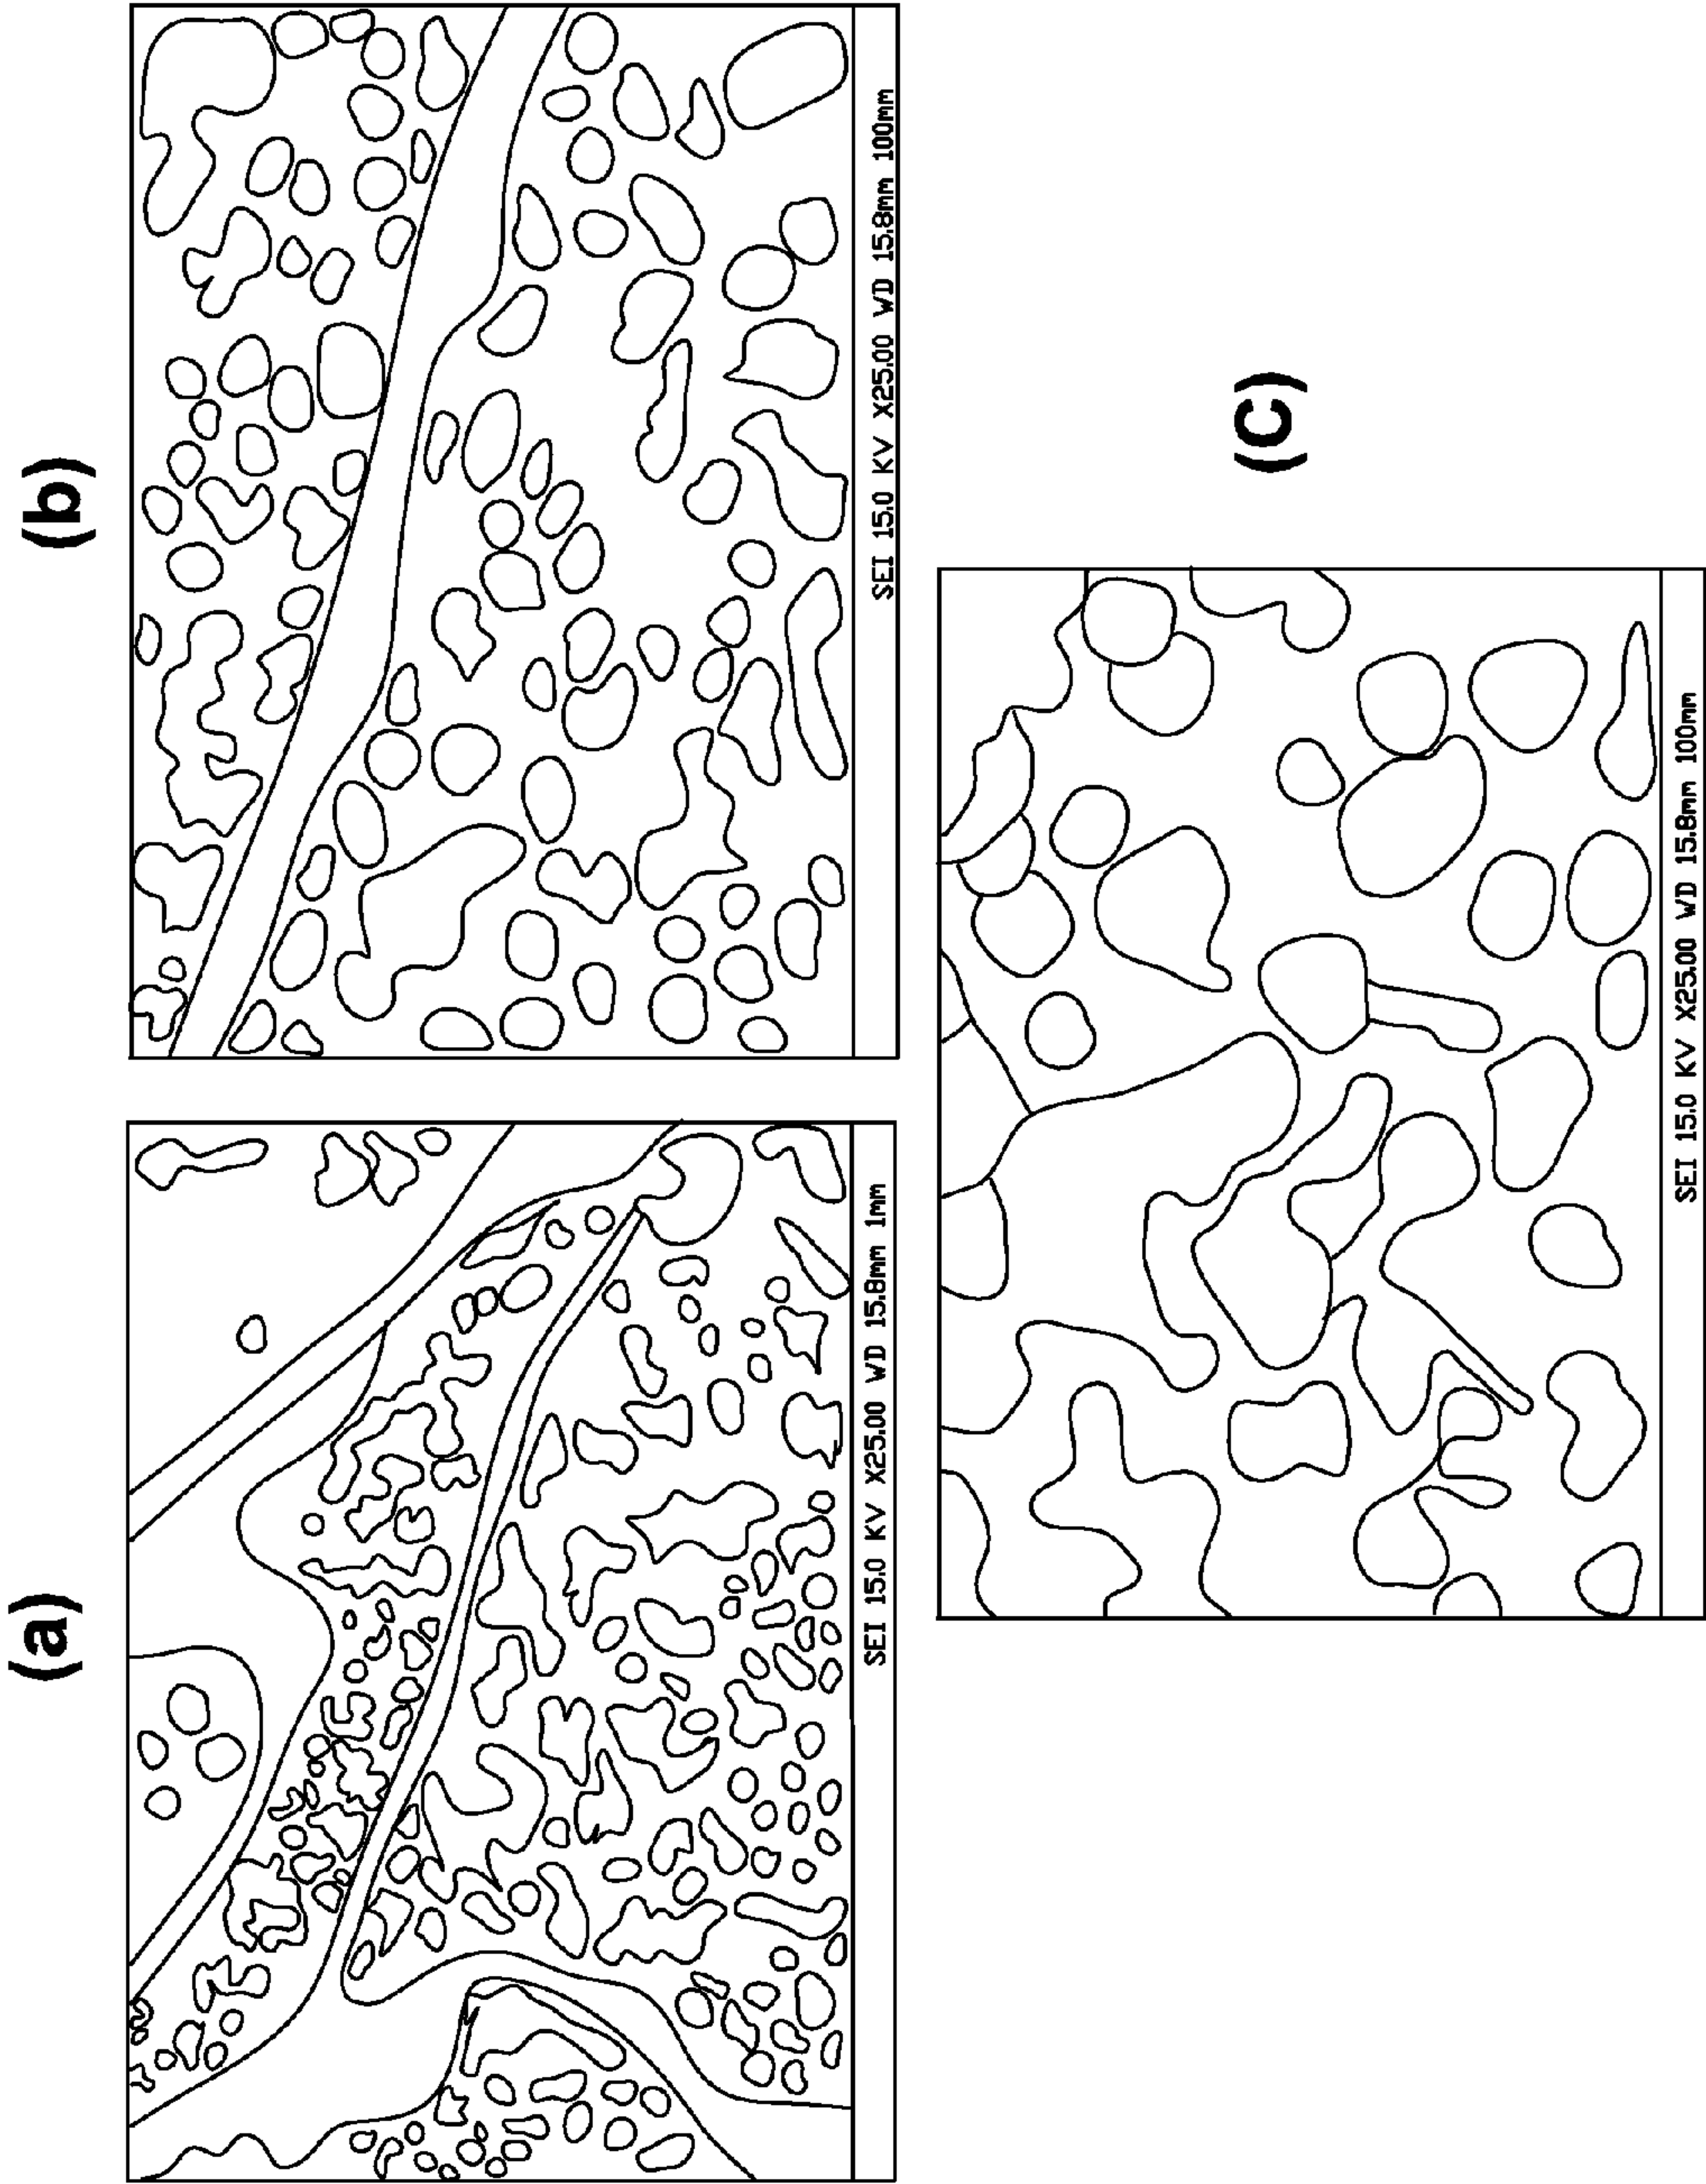 (a)
SEI 15.0 KV X25.00 WD 15.8mm 1mm
(b)
SEI 15.0 KV X25.00 WD 15.8mm 100mm
(C)
SEI 15.0 KV X25.00 WD 15.8mm 100mm